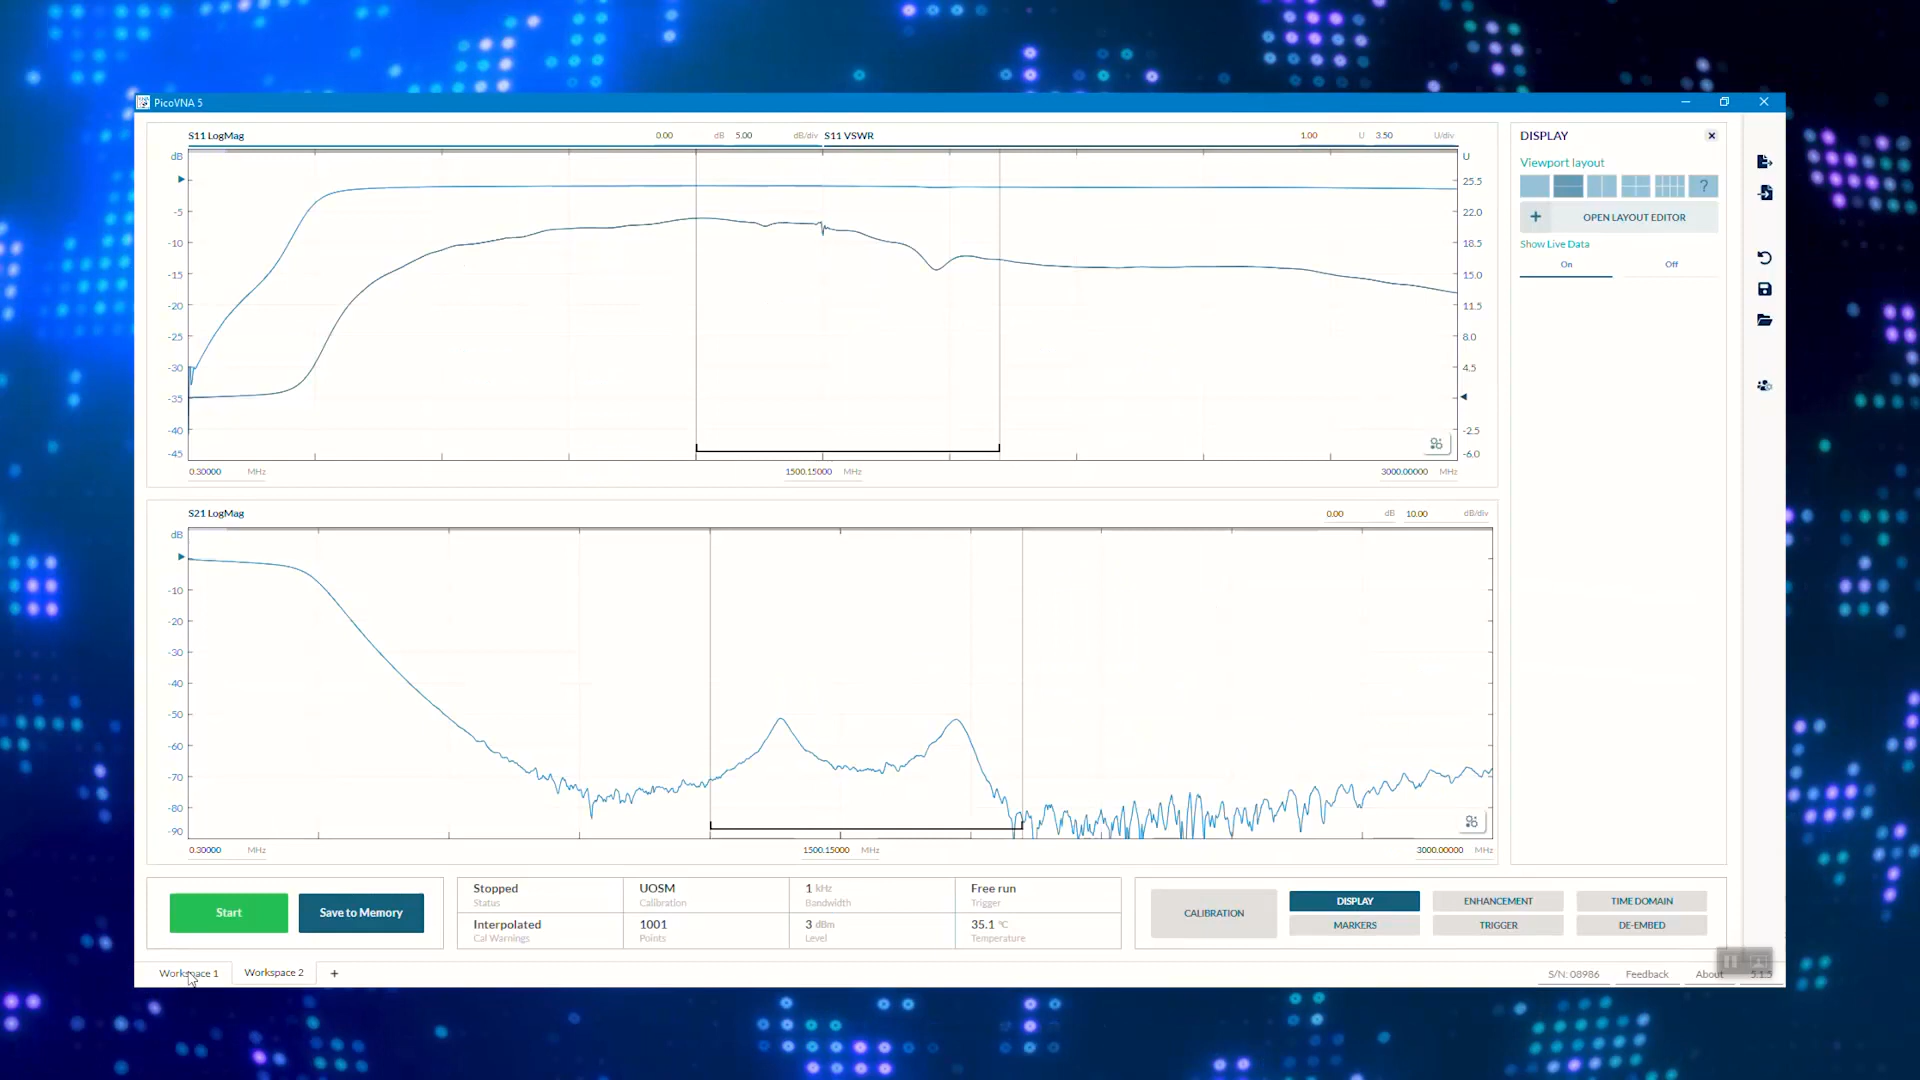 PicoVNA 5
S11 LogMag 0.00 dB 5.00 dB/div S11 VSWR 1.00 U 3.50 U/div
dB U
25.5
-5 22.0
-10 18.5
-15 15.0
-20 11.5
-25 8.0
-30 4.5
-35
-40 -2.5
-45 -6.0
0.30000 MHz 1500.15000 MHz 3000.00000 MHz
S21 LogMag 0.00 dB 10.00 dB/div
dB
-10
-20
-30
-40
-50
-60
-70
-80
-90
0.30000 MHz 1500.15000 MHz 3000.00000 MHz
DISPLAY
Viewport layout
?
+ OPEN LAYOUT EDITOR
Show Live Data
On Off
Start Save to Memory
Stopped UOSM 1 kHz Free run
Status Calibration Bandwidth Trigger
Interpolated 1001 3 dBm 35.1 °C
Cal Warnings Points Level Temperature
CALIBRATION
DISPLAY ENHANCEMENT TIME DOMAIN
MARKERS TRIGGER DE-EMBED
Workspace 1 Workspace 2 + S/N: 08986 Feedback About 5.1.5